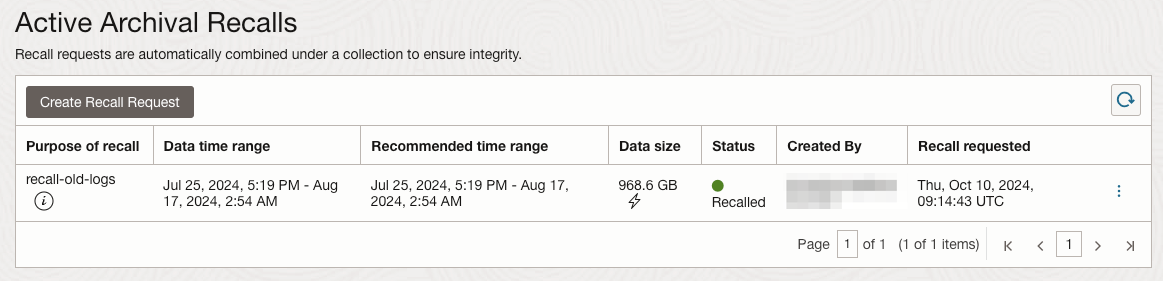 Active Archival Recalls
Recall requests are automatically combined under a collection to ensure integrity.
Create Recall Request
Purpose of recall Data time range Recommended time range Data size Status Created By Recall requested
recall-old-logs
Jul 25, 2024, 5:19 PM - Aug
17, 2024, 2:54 AM
Jul 25, 2024, 5:19 PM - Aug 17,
2024, 2:54 AM
968.6 GB
Recalled
Thu, Oct 10, 2024,
09:14:43 UTC
Page 1 of 1 (1 of 1 items) 1